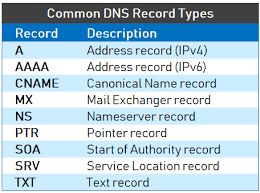 Common DNS Record Types
Record Description
A Address record (IPv4)
AAAA Address record (IPv6)
CNAME Canonical Name record
MX Mail Exchanger record
NS Nameserver record
PTR Pointer record
SOA Start of Authority record
SRV Service Location record
TXT Text record